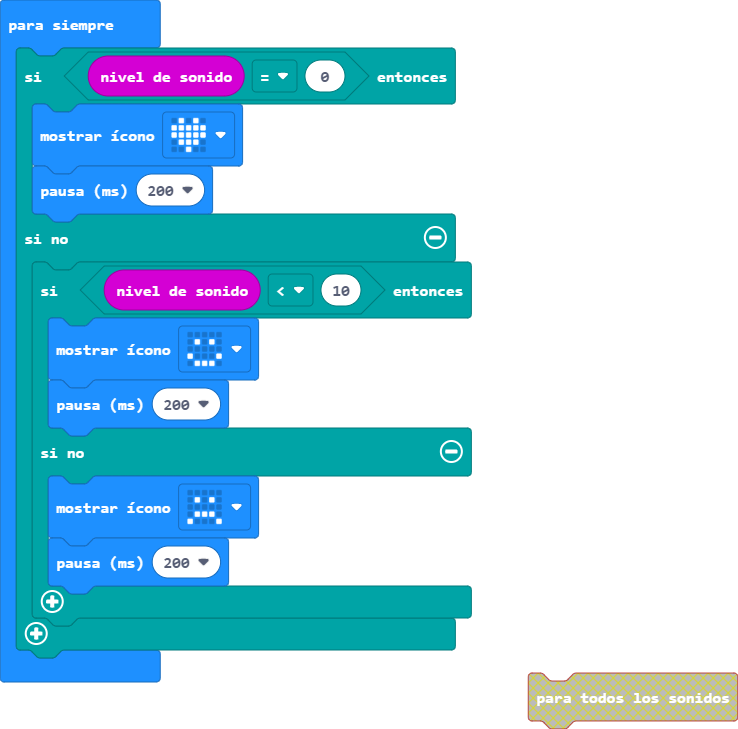 para siempre
si nivel de sonido = 0 entonces
mostrar ícono
pausa (ms) 200
si no
si nivel de sonido < 10 entonces
mostrar ícono
pausa (ms) 200
si no
mostrar ícono
pausa (ms) 200
para todos los sonidos